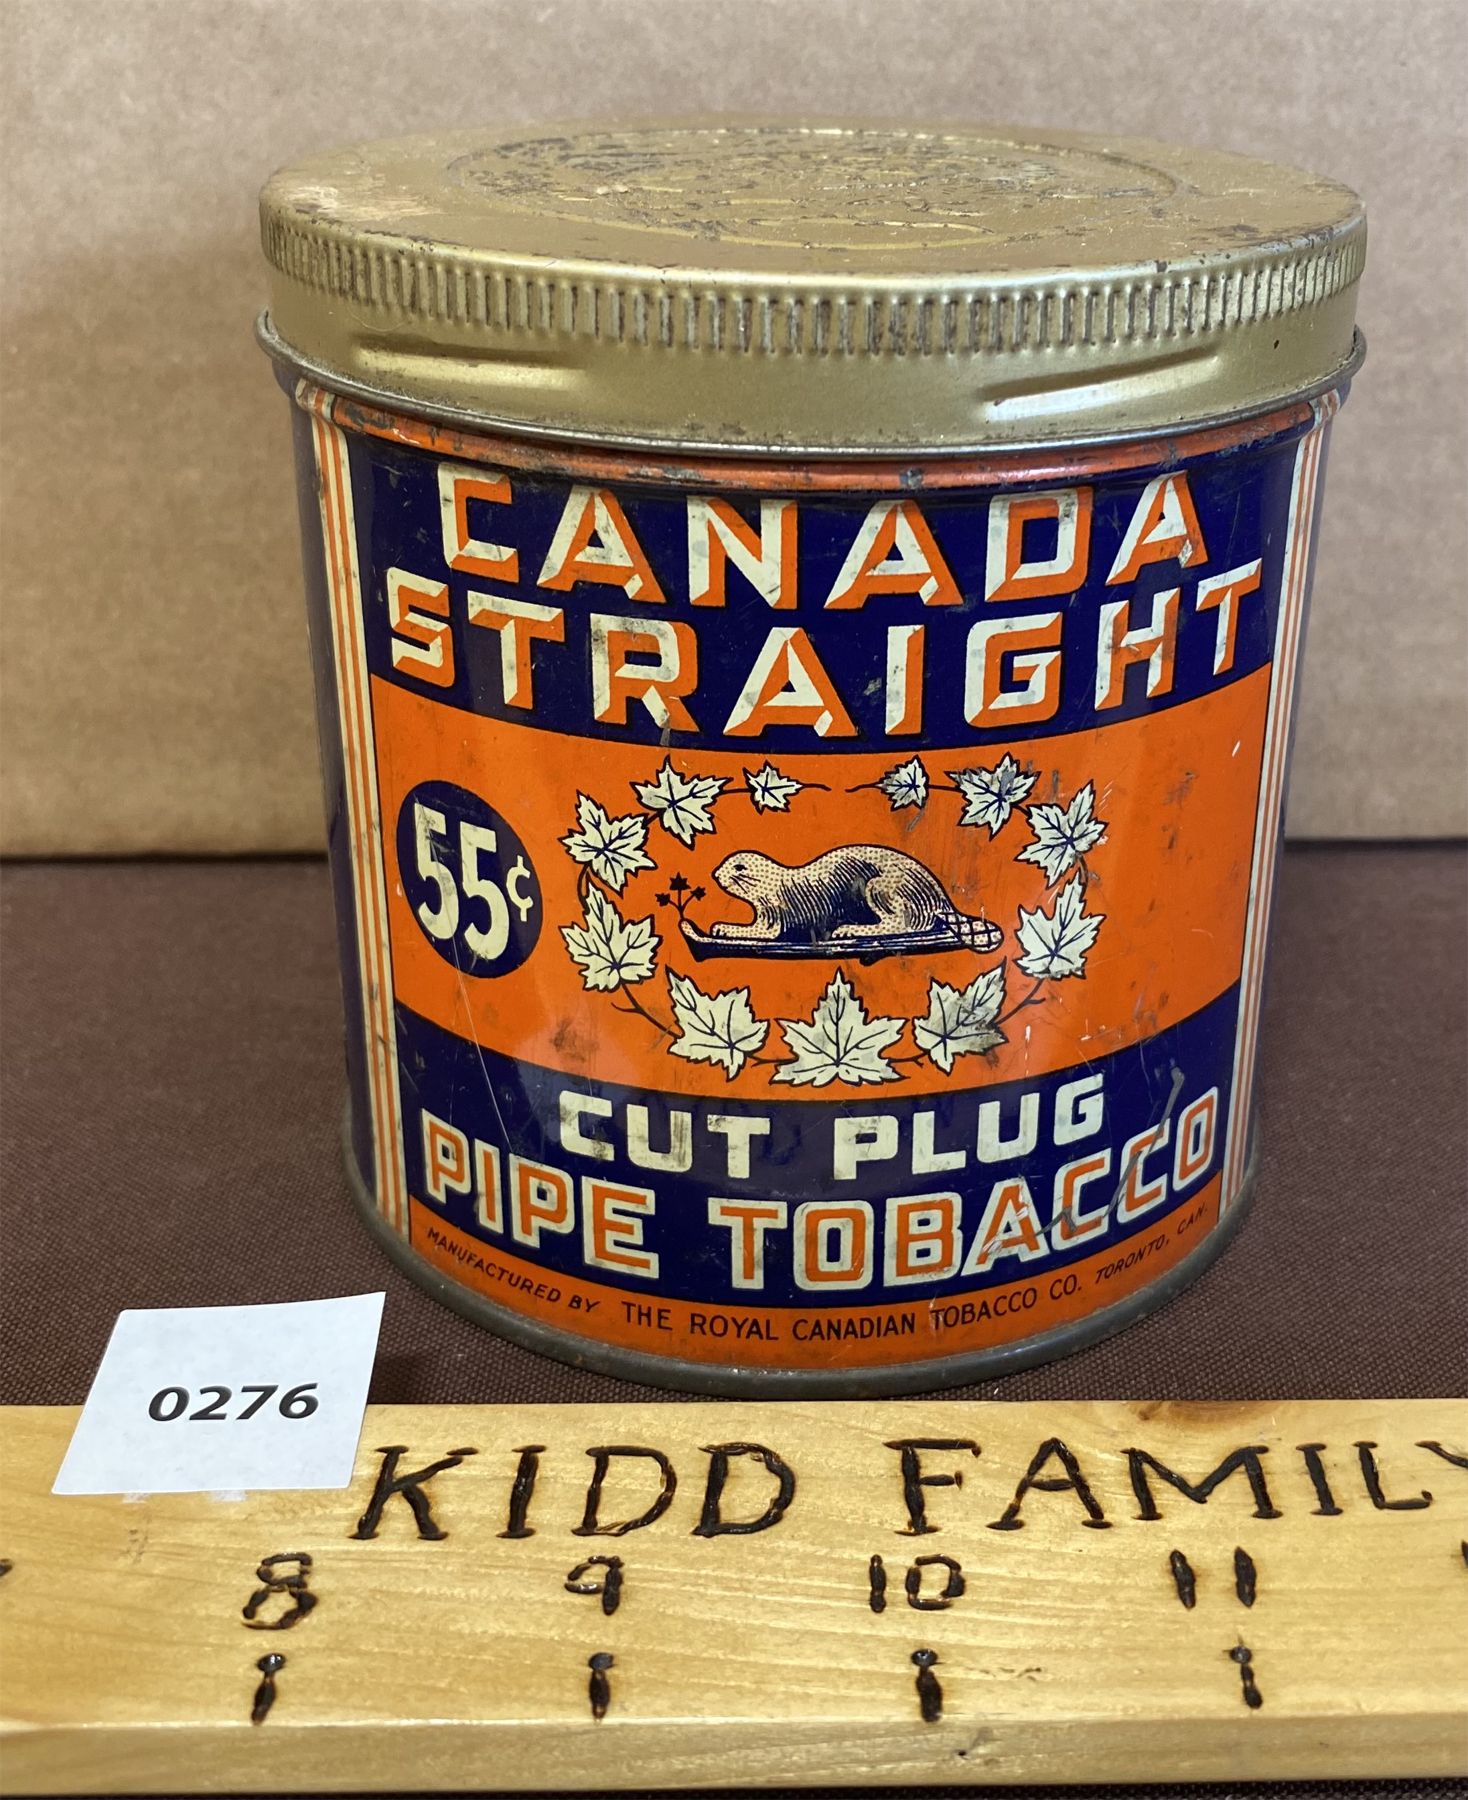 CANADA
STRAIGHT
55¢
CUT PLUG
PIPE TOBACCO
MANUFACTURED BY THE ROYAL CANADIAN TOBACCO CO. TORONTO, CAN.
0276
KIDD FAMILY
8 9 10 11